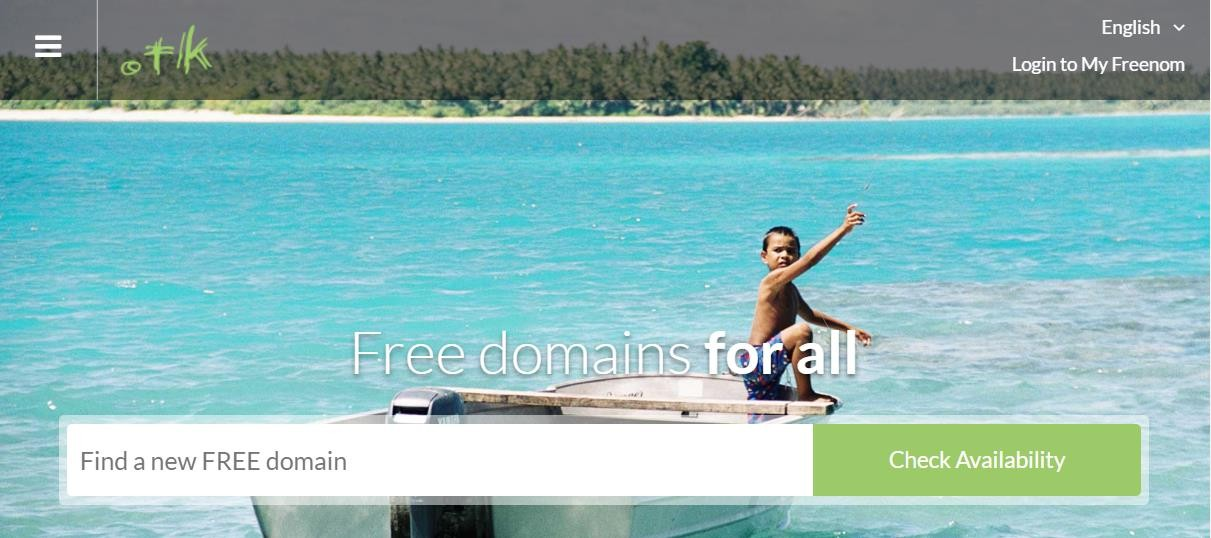 .tk
English
Login to My Freenom
Free domains for all
Find a new FREE domain
Check Availability